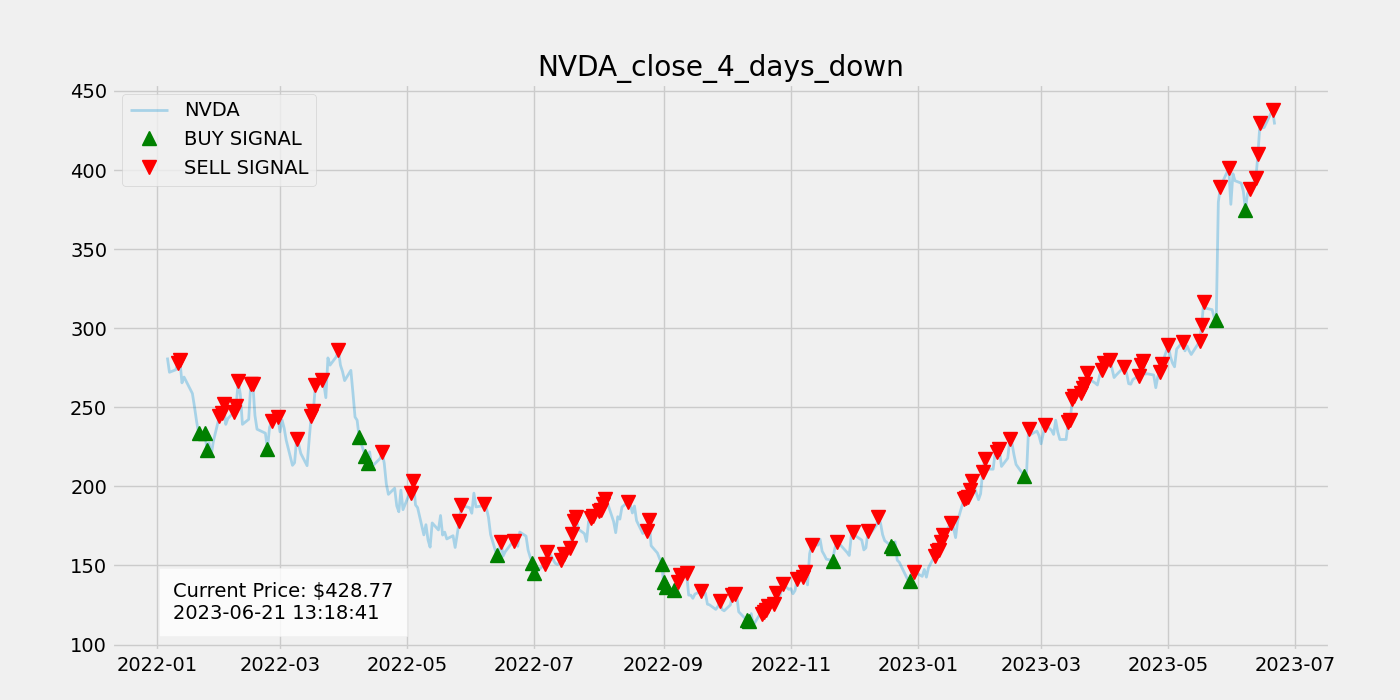 NVDA_close_4_days_down
450
400
350
300
250
200
150
100
NVDA
BUY SIGNAL
SELL SIGNAL
Current Price: $428.77
2023-06-21 13:18:41
2022-01 2022-03 2022-05 2022-07 2022-09 2022-11 2023-01 2023-03 2023-05 2023-07